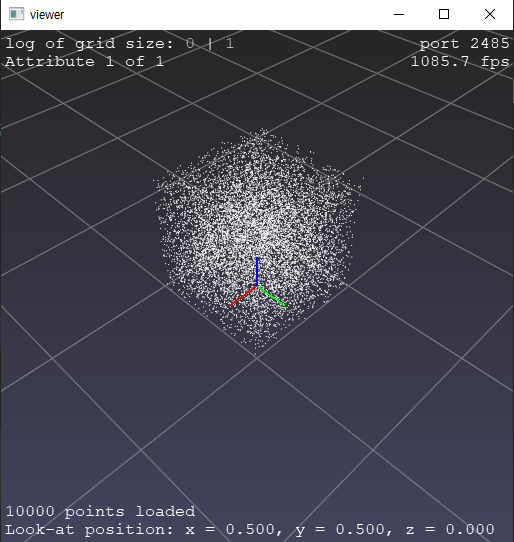 viewer
log of grid size: 0 | 1
port 2485
Attribute 1 of 1
1085.7 fps
10000 points loaded
Look-at position: x = 0.500, y = 0.500, z = 0.000